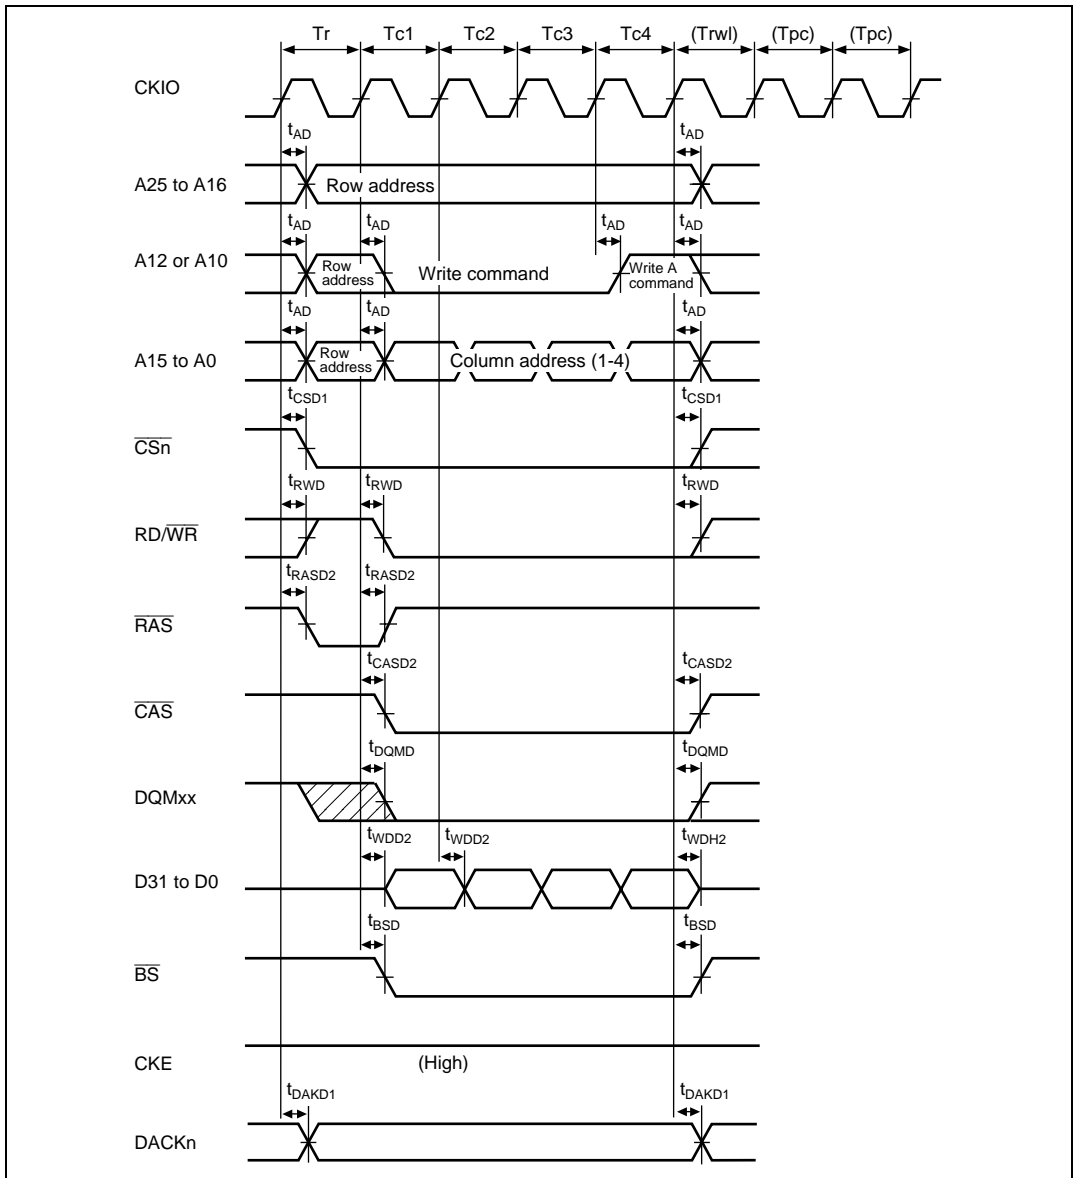 Tr Tc1 Tc2 Tc3 Tc4 (Trwl) (Tpc) (Tpc)
CKIO
tAD tAD
A25 to A16 Row address
tAD tAD tAD tAD
A12 or A10 Row address Write command Write A command
tAD tAD tAD
A15 to A0 Row address Column address (1-4)
tCSD1 tCSD1
CSn
tRWD tRWD tRWD
RD/WR
tRASD2 tRASD2
RAS
tCASD2 tCASD2
CAS
tDQMD tDQMD
DQMxx
tWDD2 tWDD2 tWDH2
D31 to D0
tBSD tBSD
BS
CKE (High)
tDAKD1 tDAKD1
DACKn